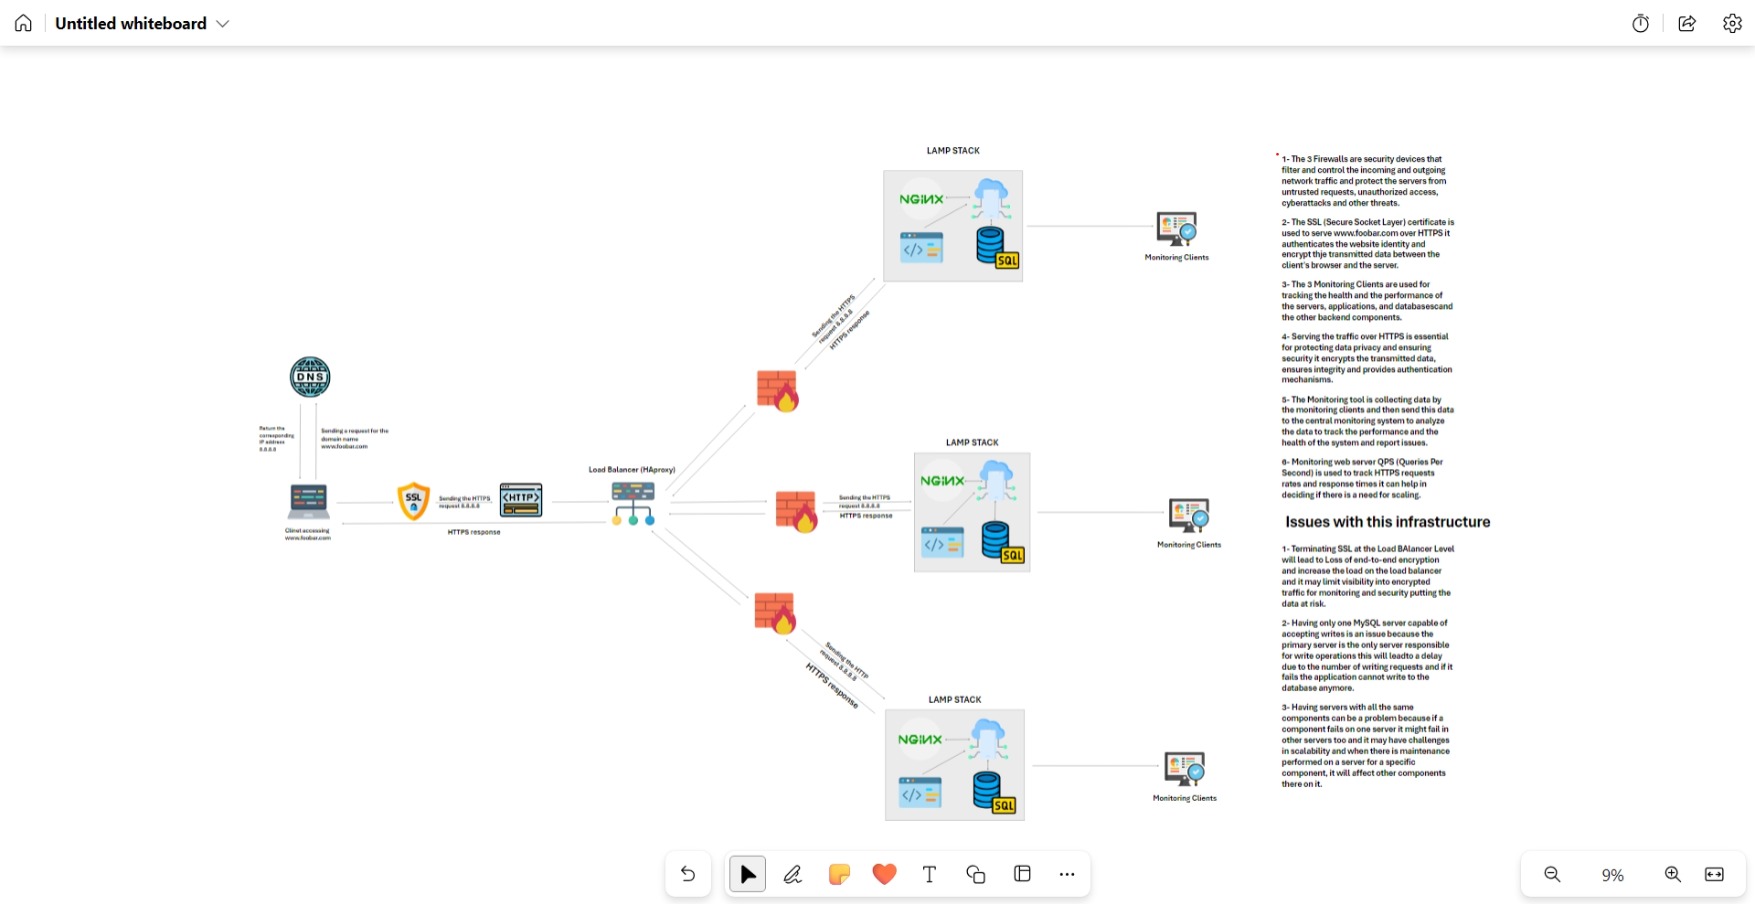 Untitled whiteboard
LAMP STACK
NGINX
SQL
Monitoring Clients
Sending the HTTPS
request 8.8.8.8
HTTPS response
DNS
Return the
corresponding
IP address
8.8.8.8
Sending a request for the
domain name
www.foobar.com
SSL
Sending the HTTPS
request 8.8.8.8
<HTTP>
HTTPS response
Clinet accessing
www.foobar.com
Load Balancer (HAproxy)
Sending the HTTPS
request 8.8.8.8
HTTPS response
LAMP STACK
NGINX
</>
SQL
Monitoring Clients
Sending the HTTP
request 8.8.8.8
HTTPS response
LAMP STACK
NGINX
</>
SQL
Monitoring Clients
</>
1- The 3 Firewalls are security devices that
filter and control the incoming and outgoing
network traffic and protect the servers from
untrusted requests, unauthorized access,
cyberattacks and other threats.
2- The SSL (Secure Socket Layer) certificate is
used to serve www.foobar.com over HTTPS it
authenticates the website identity and
encrypt thje transmitted data between the
client's browser and the server.
3- The 3 Monitoring Clients are used for
tracking the health and the performance of
the servers, applications, and databasescand
the other backend components.
4- Serving the traffic over HTTPS is essential
for protecting data privacy and ensuring
security it encrypts the transmitted data,
ensures integrity and provides authentication
mechanisms.
5- The Monitoring tool is collecting data by
the monitoring clients and then send this data
to the central monitoring system to analyze
the data to track the performance and the
health of the system and report issues.
6- Monitoring web server QPS (Queries Per
Second) is used to track HTTPS requests
rates and response times it can help in
deciding if there is a need for scaling.
Issues with this infrastructure
1- Terminating SSL at the Load BAlancer Level
will lead to Loss of end-to-end encryption
and increase the load on the load balancer
and it may limit visibility into encrypted
traffic for monitoring and security putting the
data at risk.
2- Having only one MySQL server capable of
accepting writes is an issue because the
primary server is the only server responsible
for write operations this will leadto a delay
due to the number of writing requests and if it
fails the application cannot write to the
database anymore.
3- Having servers with all the same
components can be a problem because if a
component fails on one server it might fail in
other servers too and it may have challenges
in scalability and when there is maintenance
performed on a server for a specific
component, it will affect other components
there on it.
9%